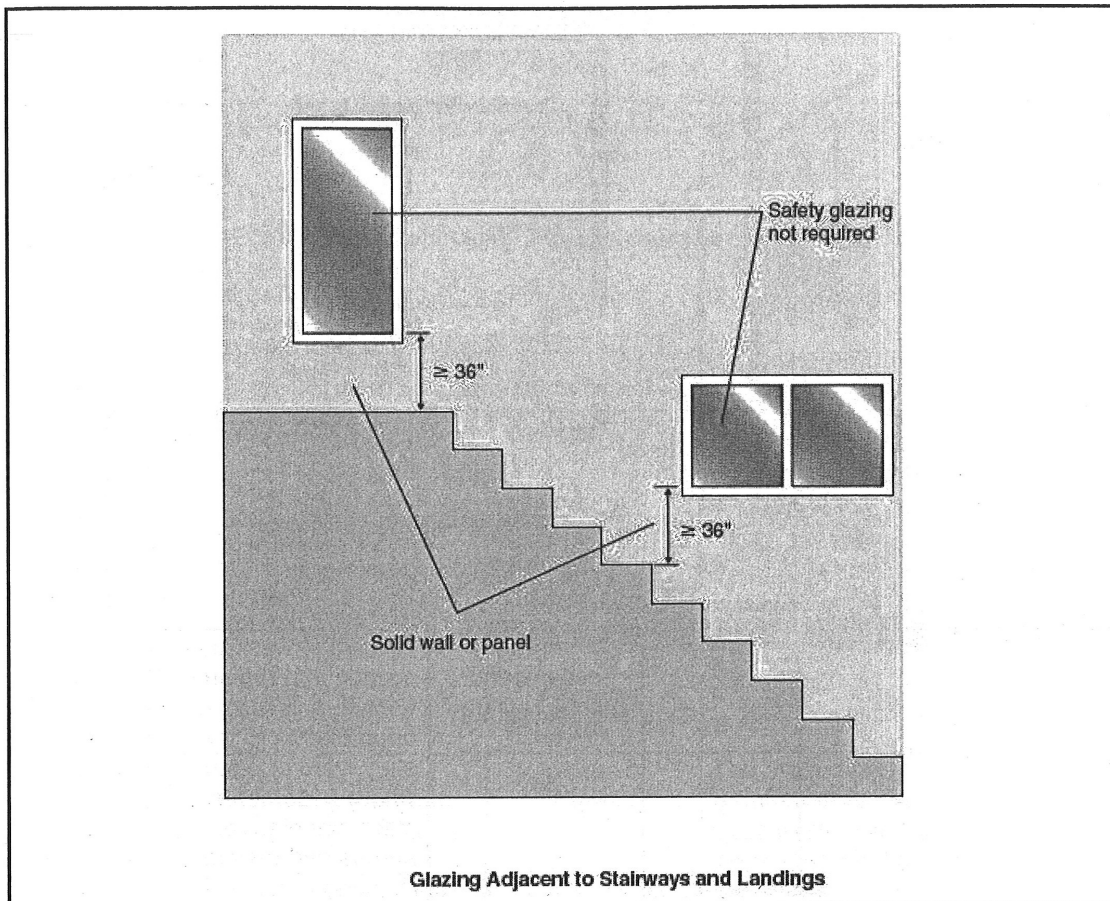 Safety glazing
not required
≥ 36"
≥ 36"
Solid wall or panel
Glazing Adjacent to Stairways and Landings